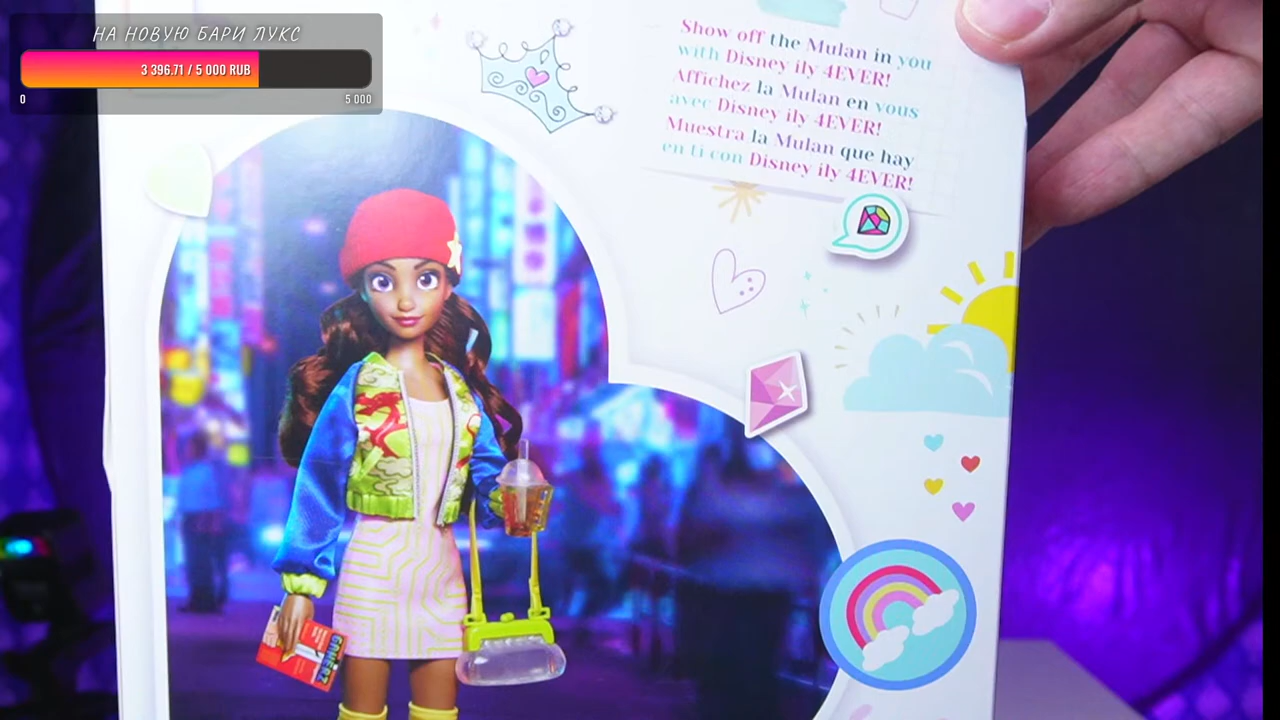 НА НОВУЮ БАРИ ЛУКС
3 396.71 / 5 000 RUB
0
5 000
Show off the Mulan in you
with Disney ily 4EVER!
Affichez la Mulan en vous
avec Disney ily 4EVER!
Muestra la Mulan que hay
en ti con Disney ily 4EVER!